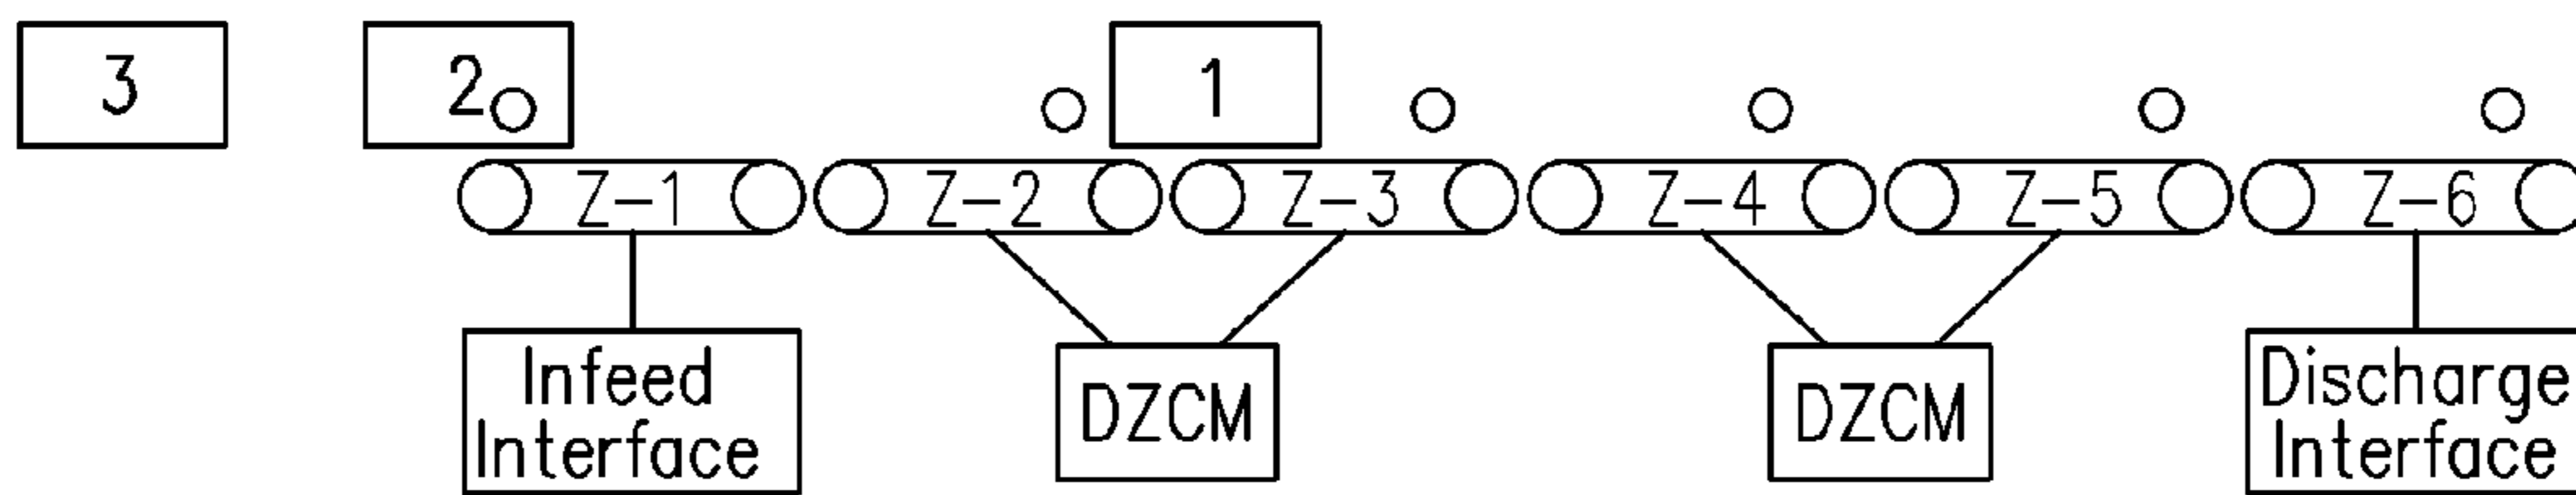 3
2
1
Z-1
Z-2
Z-3
Z-4
Z-5
Z-6
Infeed
Interface
DZCM
DZCM
Discharge
Interface